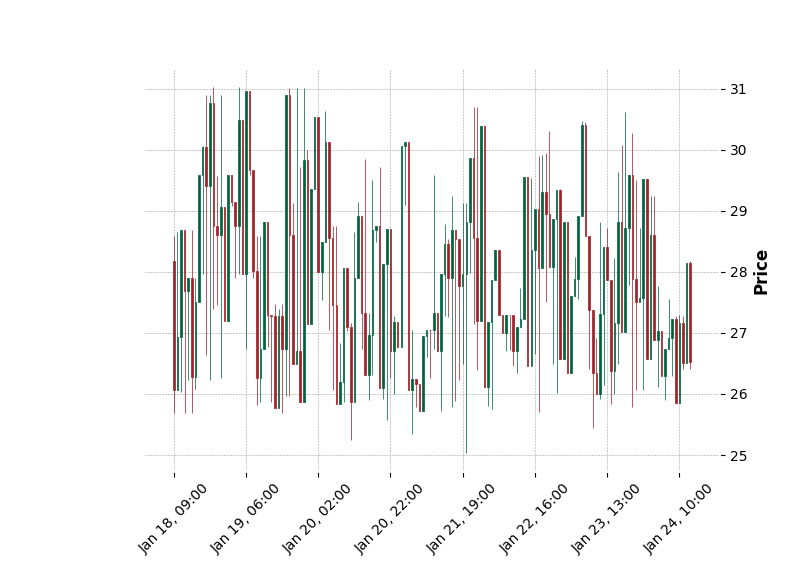 31
30
29
28
27
26
25
Price
Jan 18, 09:00
Jan 19, 06:00
Jan 20, 02:00
Jan 20, 22:00
Jan 21, 19:00
Jan 22, 16:00
Jan 23, 13:00
Jan 24, 10:00